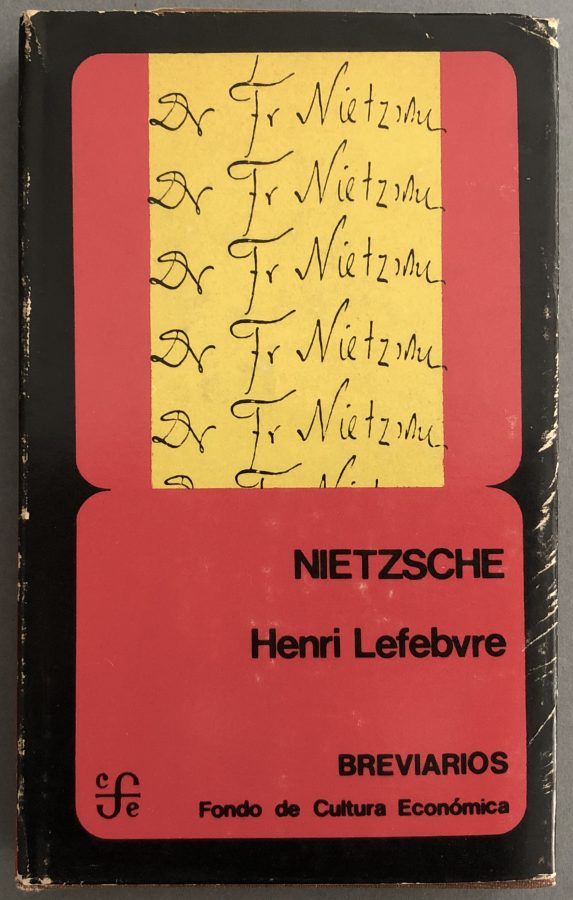 Dr Fr Nietzsche
Dr Fr Nietzsche
Dr Fr Nietzsche
Dr Fr Nietzsche
Dr Fr Nietzsche
NIETZSCHE
Henri Lefebvre
BREVIARIOS
cfe
Fondo de Cultura Económica